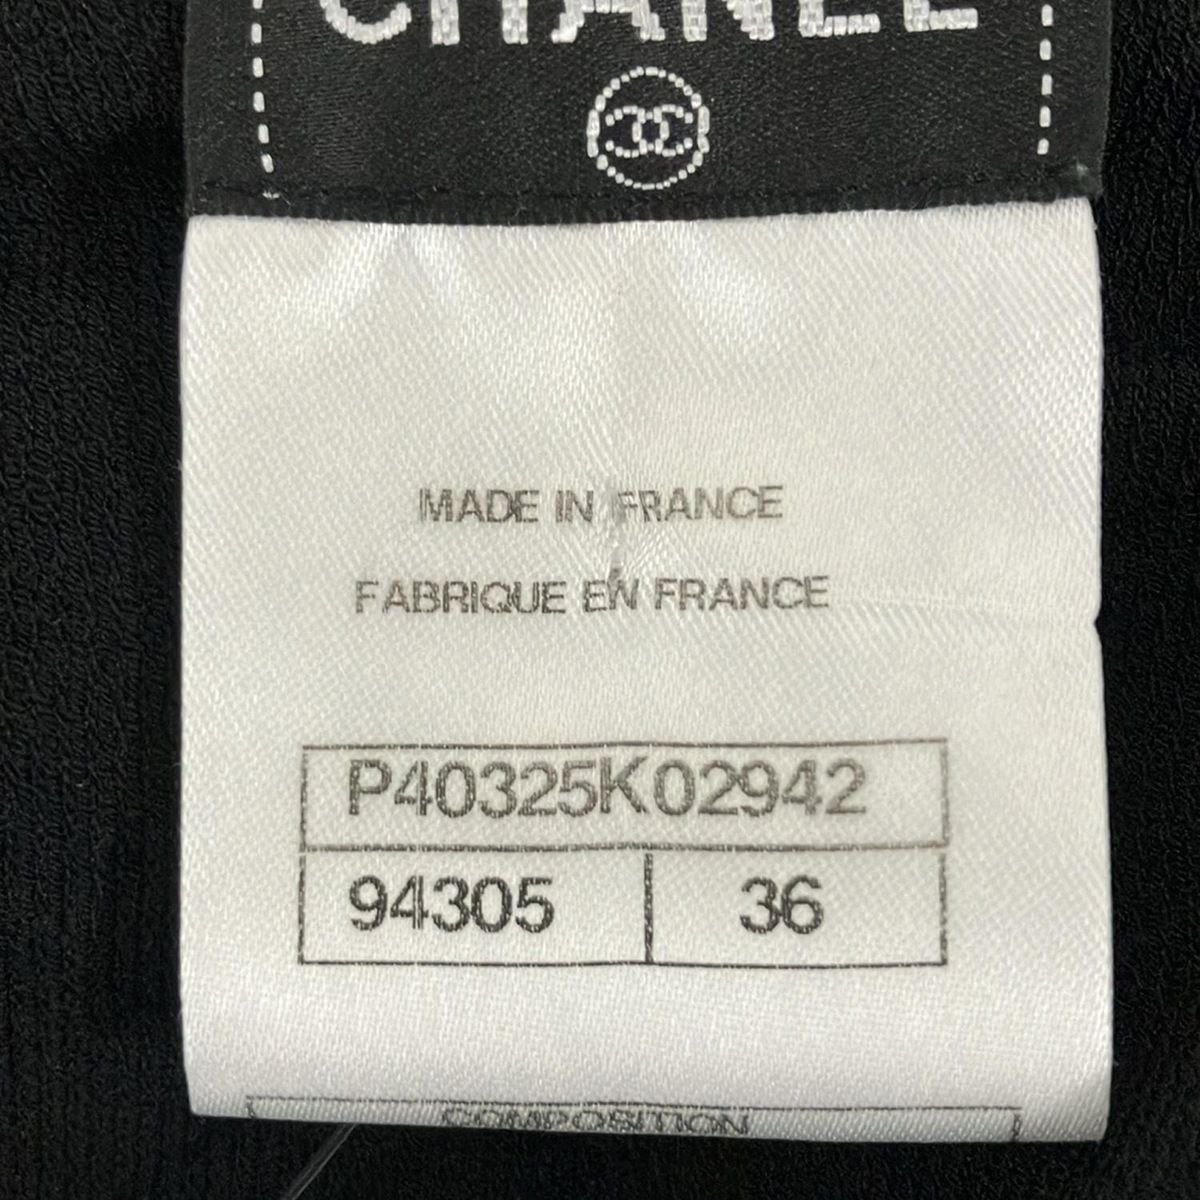 CHANEL
MADE IN FRANCE
FABRIQUE EN FRANCE
P40325K02942
94305 36
COMPOSITION